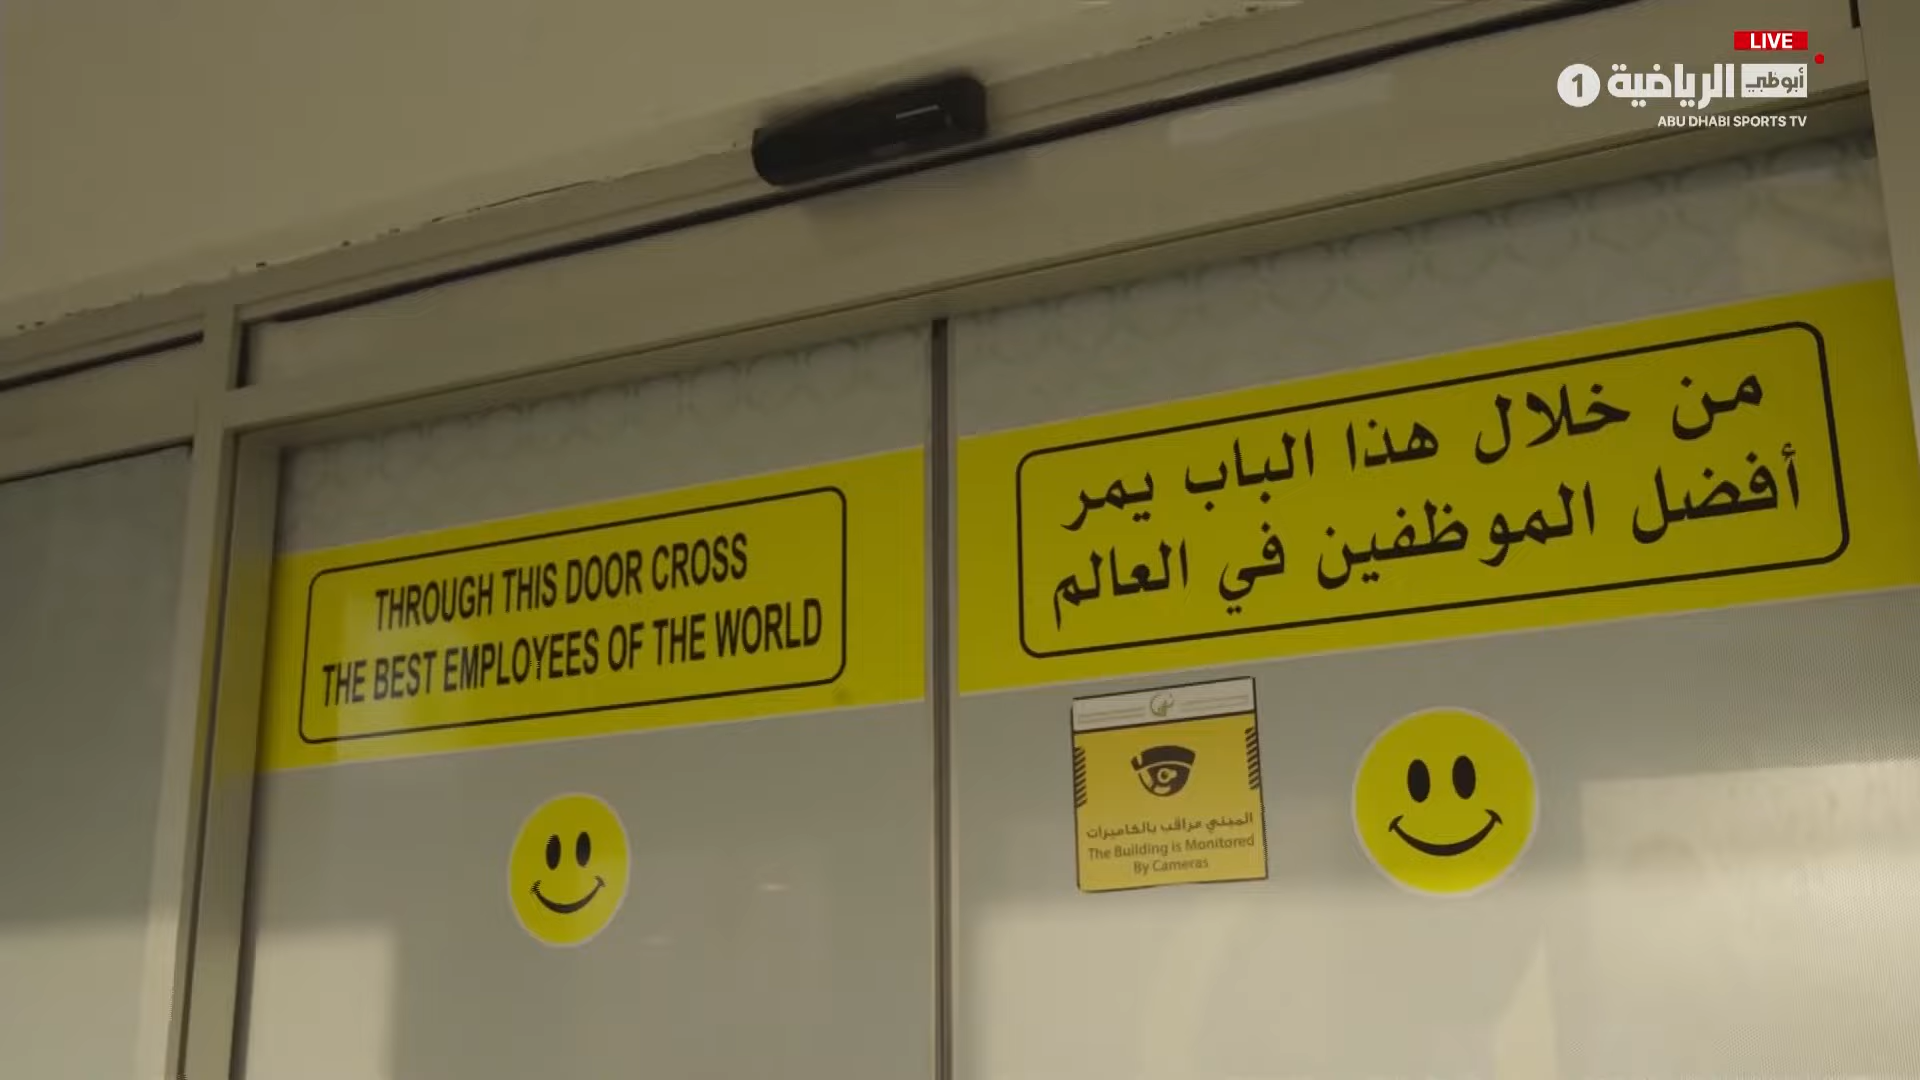 LIVE
أبوظبي الرياضية 1
ABU DHABI SPORTS TV
من خلال هذا الباب يمر
أفضل الموظفين في العالم
THROUGH THIS DOOR CROSS
THE BEST EMPLOYEES OF THE WORLD
المبنى مراقب بالكاميرات
The Building is Monitored
By Cameras